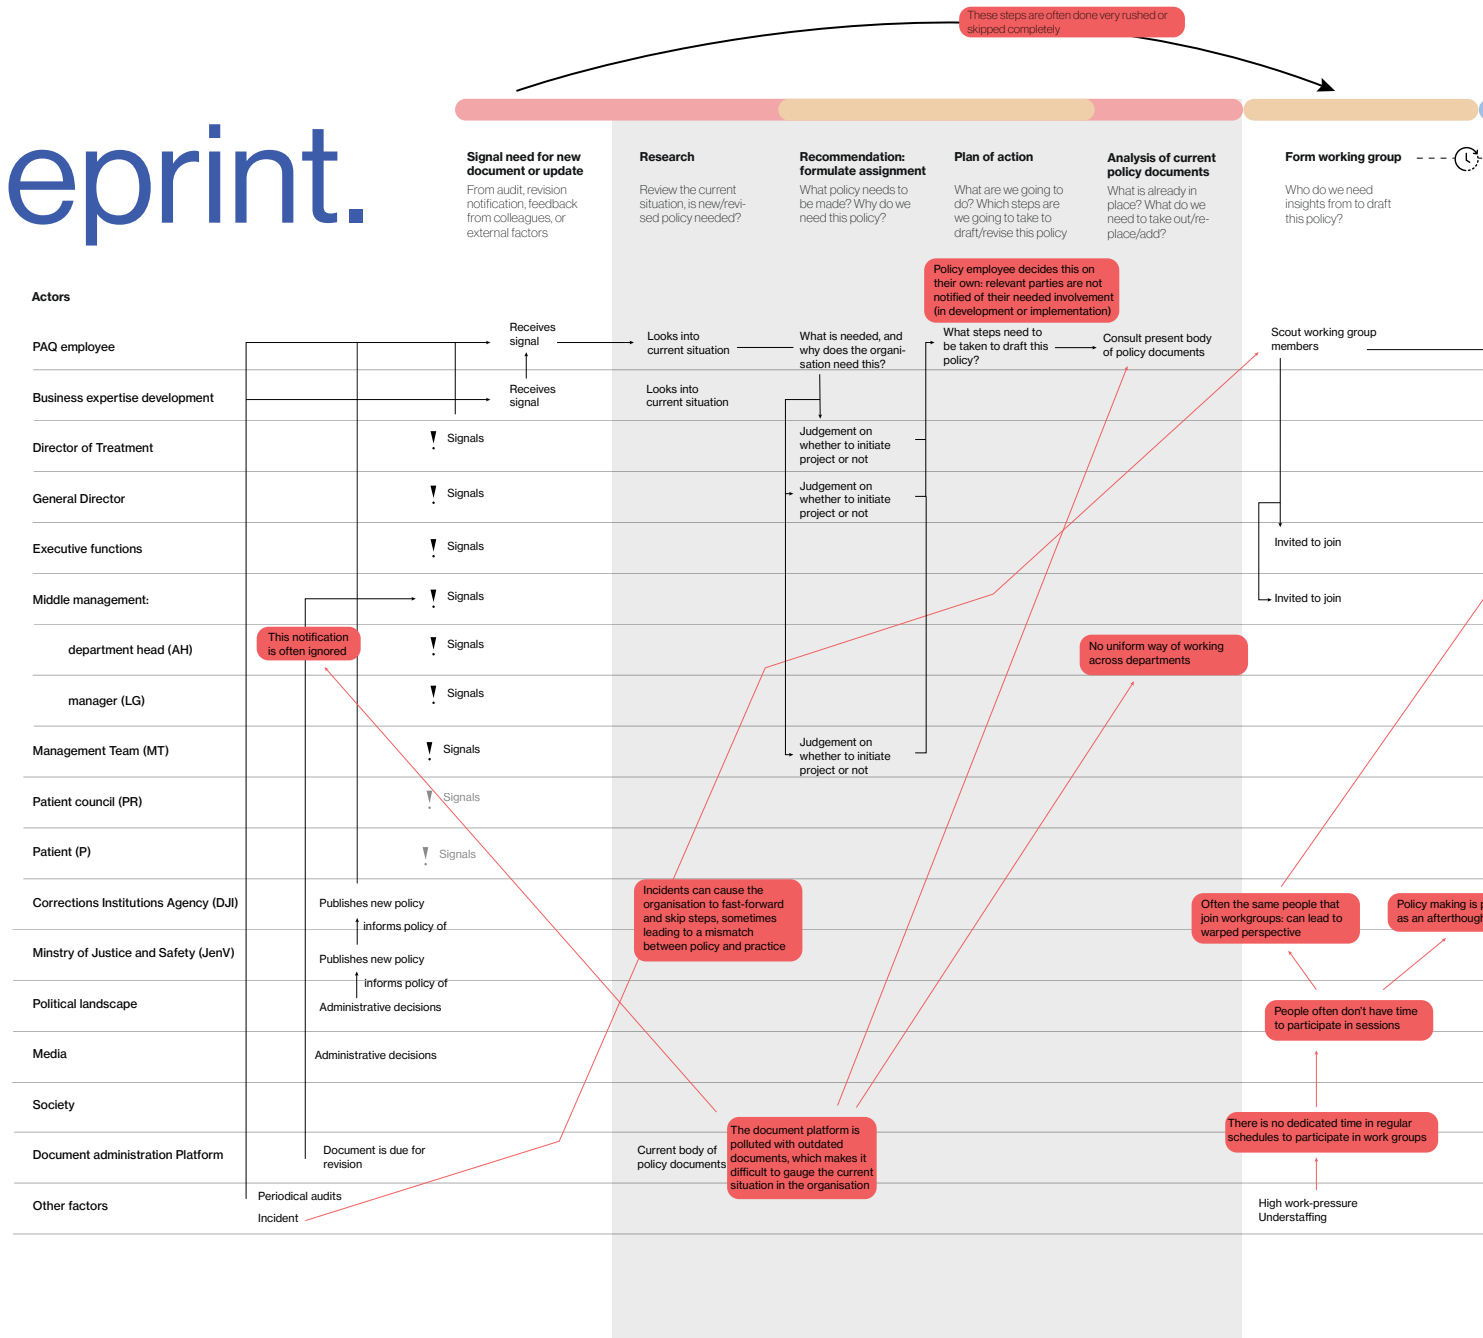 These steps are often done very rushed or
skipped completely
eprint.
Signal need for new
document or update
From audit, revision
notification, feedback
from colleagues, or
external factors
Research
Review the current
situation, is new/revi-
sed policy needed?
Recommendation:
formulate assignment
What policy needs to
be made? Why do we
need this policy?
Plan of action
What are we going to
do? Which steps are
we going to take to
draft/revise this policy
Analysis of current
policy documents
What is already in
place? What do we
need to take out/re-
place/add?
Form working group
Who do we need
insights from to draft
this policy?
Policy employee decides this on
their own: relevant parties are not
notified of their needed involvement
(in development or implementation)
Actors
PAQ employee
Receives
signal
Looks into
current situation
What is needed, and
why does the organi-
sation need this?
What steps need to
be taken to draft this
policy?
Consult present body
of policy documents
Scout working group
members
Business expertise development
Receives
signal
Looks into
current situation
Director of Treatment
Signals
Judgement on
whether to initiate
project or not
General Director
Signals
Judgement on
whether to initiate
project or not
Executive functions
Signals
Invited to join
Middle management:
Signals
Invited to join
This notification
is often ignored
department head (AH)
Signals
No uniform way of working
across departments
manager (LG)
Signals
Management Team (MT)
Signals
Judgement on
whether to initiate
project or not
Patient council (PR)
Signals
Patient (P)
Signals
Corrections Institutions Agency (DJI)
Publishes new policy
informs policy of
Incidents can cause the
organisation to fast-forward
and skip steps, sometimes
leading to a mismatch
between policy and practice
Often the same people that
join workgroups: can lead to
warped perspective
Policy making is p
as an afterthough
Minstry of Justice and Safety (JenV)
Publishes new policy
informs policy of
Political landscape
Administrative decisions
People often don't have time
to participate in sessions
Media
Administrative decisions
Society
There is no dedicated time in regular
schedules to participate in work groups
Document administration Platform
Document is due for
revision
Current body of
policy documents
The document platform is
polluted with outdated
documents, which makes it
difficult to gauge the current
situation in the organisation
Other factors
Periodical audits
Incident
High work-pressure
Understaffing